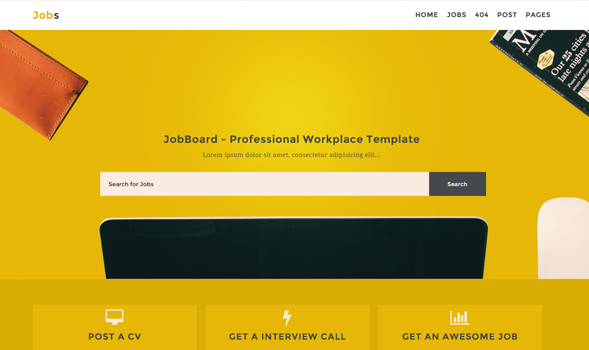 Jobs
HOME JOBS 404 POST PAGES
M
Our 25 cities
late nights a
JobBoard - Professional Workplace Template
Lorem ipsum dolor sit amet, consectetur adipisicing elit...
Search for Jobs
Search
POST A CV
GET A INTERVIEW CALL
GET AN AWESOME JOB